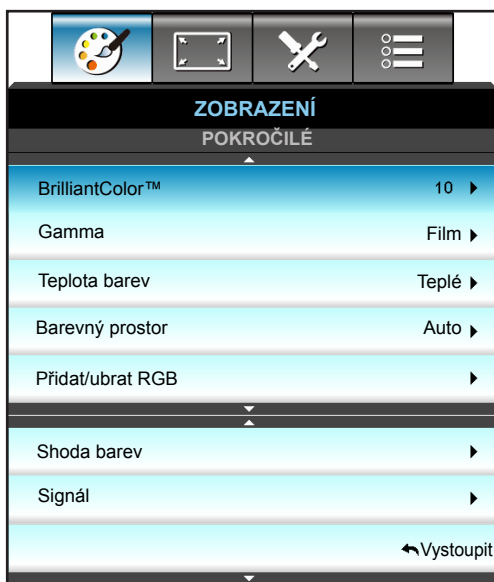 ZOBRAZENÍ
POKROČILÉ
BrilliantColor™ 10
Gamma Film
Teplota barev Teplé
Barevný prostor Auto
Přidat/ubrat RGB
Shoda barev
Signál
Vystoupit